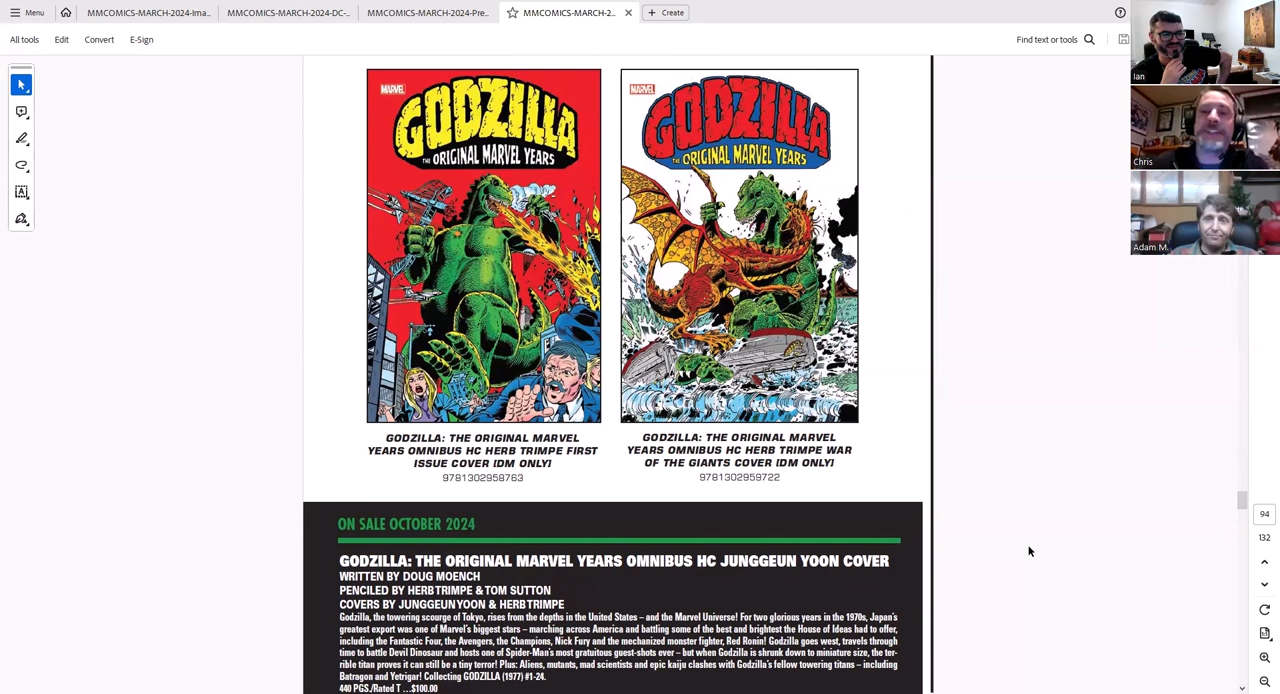 Menu
MMCOMICS-MARCH-2024-Ima...
MMCOMICS-MARCH-2024-DC-...
MMCOMICS-MARCH-2024-Pre...
MMCOMICS-MARCH-2...
Create
All tools
Edit
Convert
E-Sign
Find text or tools
Ian
Chris
Adam M.
MARVEL
GODZILLA
THE ORIGINAL MARVEL YEARS
MARVEL
GODZILLA
THE ORIGINAL MARVEL YEARS
GODZILLA: THE ORIGINAL MARVEL
YEARS OMNIBUS HC HERB TRIMPE FIRST
ISSUE COVER [DM ONLY]
9781302958763
GODZILLA: THE ORIGINAL MARVEL
YEARS OMNIBUS HC HERB TRIMPE WAR
OF THE GIANTS COVER [DM ONLY]
9781302959722
ON SALE OCTOBER 2024
GODZILLA: THE ORIGINAL MARVEL YEARS OMNIBUS HC JUNGGEUN YOON COVER
WRITTEN BY DOUG MOENCH
PENCILED BY HERB TRIMPE & TOM SUTTON
COVERS BY JUNGGEUN YOON & HERB TRIMPE
Godzilla, the towering scourge of Tokyo, rises from the depths in the United States – and the Marvel Universe! For two glorious years in the 1970s, Japan's
greatest export was one of Marvel's biggest stars – marching across America and battling some of the best and brightest the House of Ideas had to offer,
including the Fantastic Four, the Avengers, the Champions, Nick Fury and the mechanized monster fighter, Red Ronin! Godzilla goes west, travels through
time to battle Devil Dinosaur and hosts one of Spider-Man's most gratuitous guest-shots ever – but when Godzilla is shrunk down to miniature size, the ter-
rible titan proves it can still be a tiny terror! Plus: Aliens, mutants, mad scientists and epic kaiju clashes with Godzilla's fellow towering titans – including
Batragon and Yetrigar! Collecting GODZILLA (1977) #1-24.
440 PGS./Rated T ...$100.00
94
132